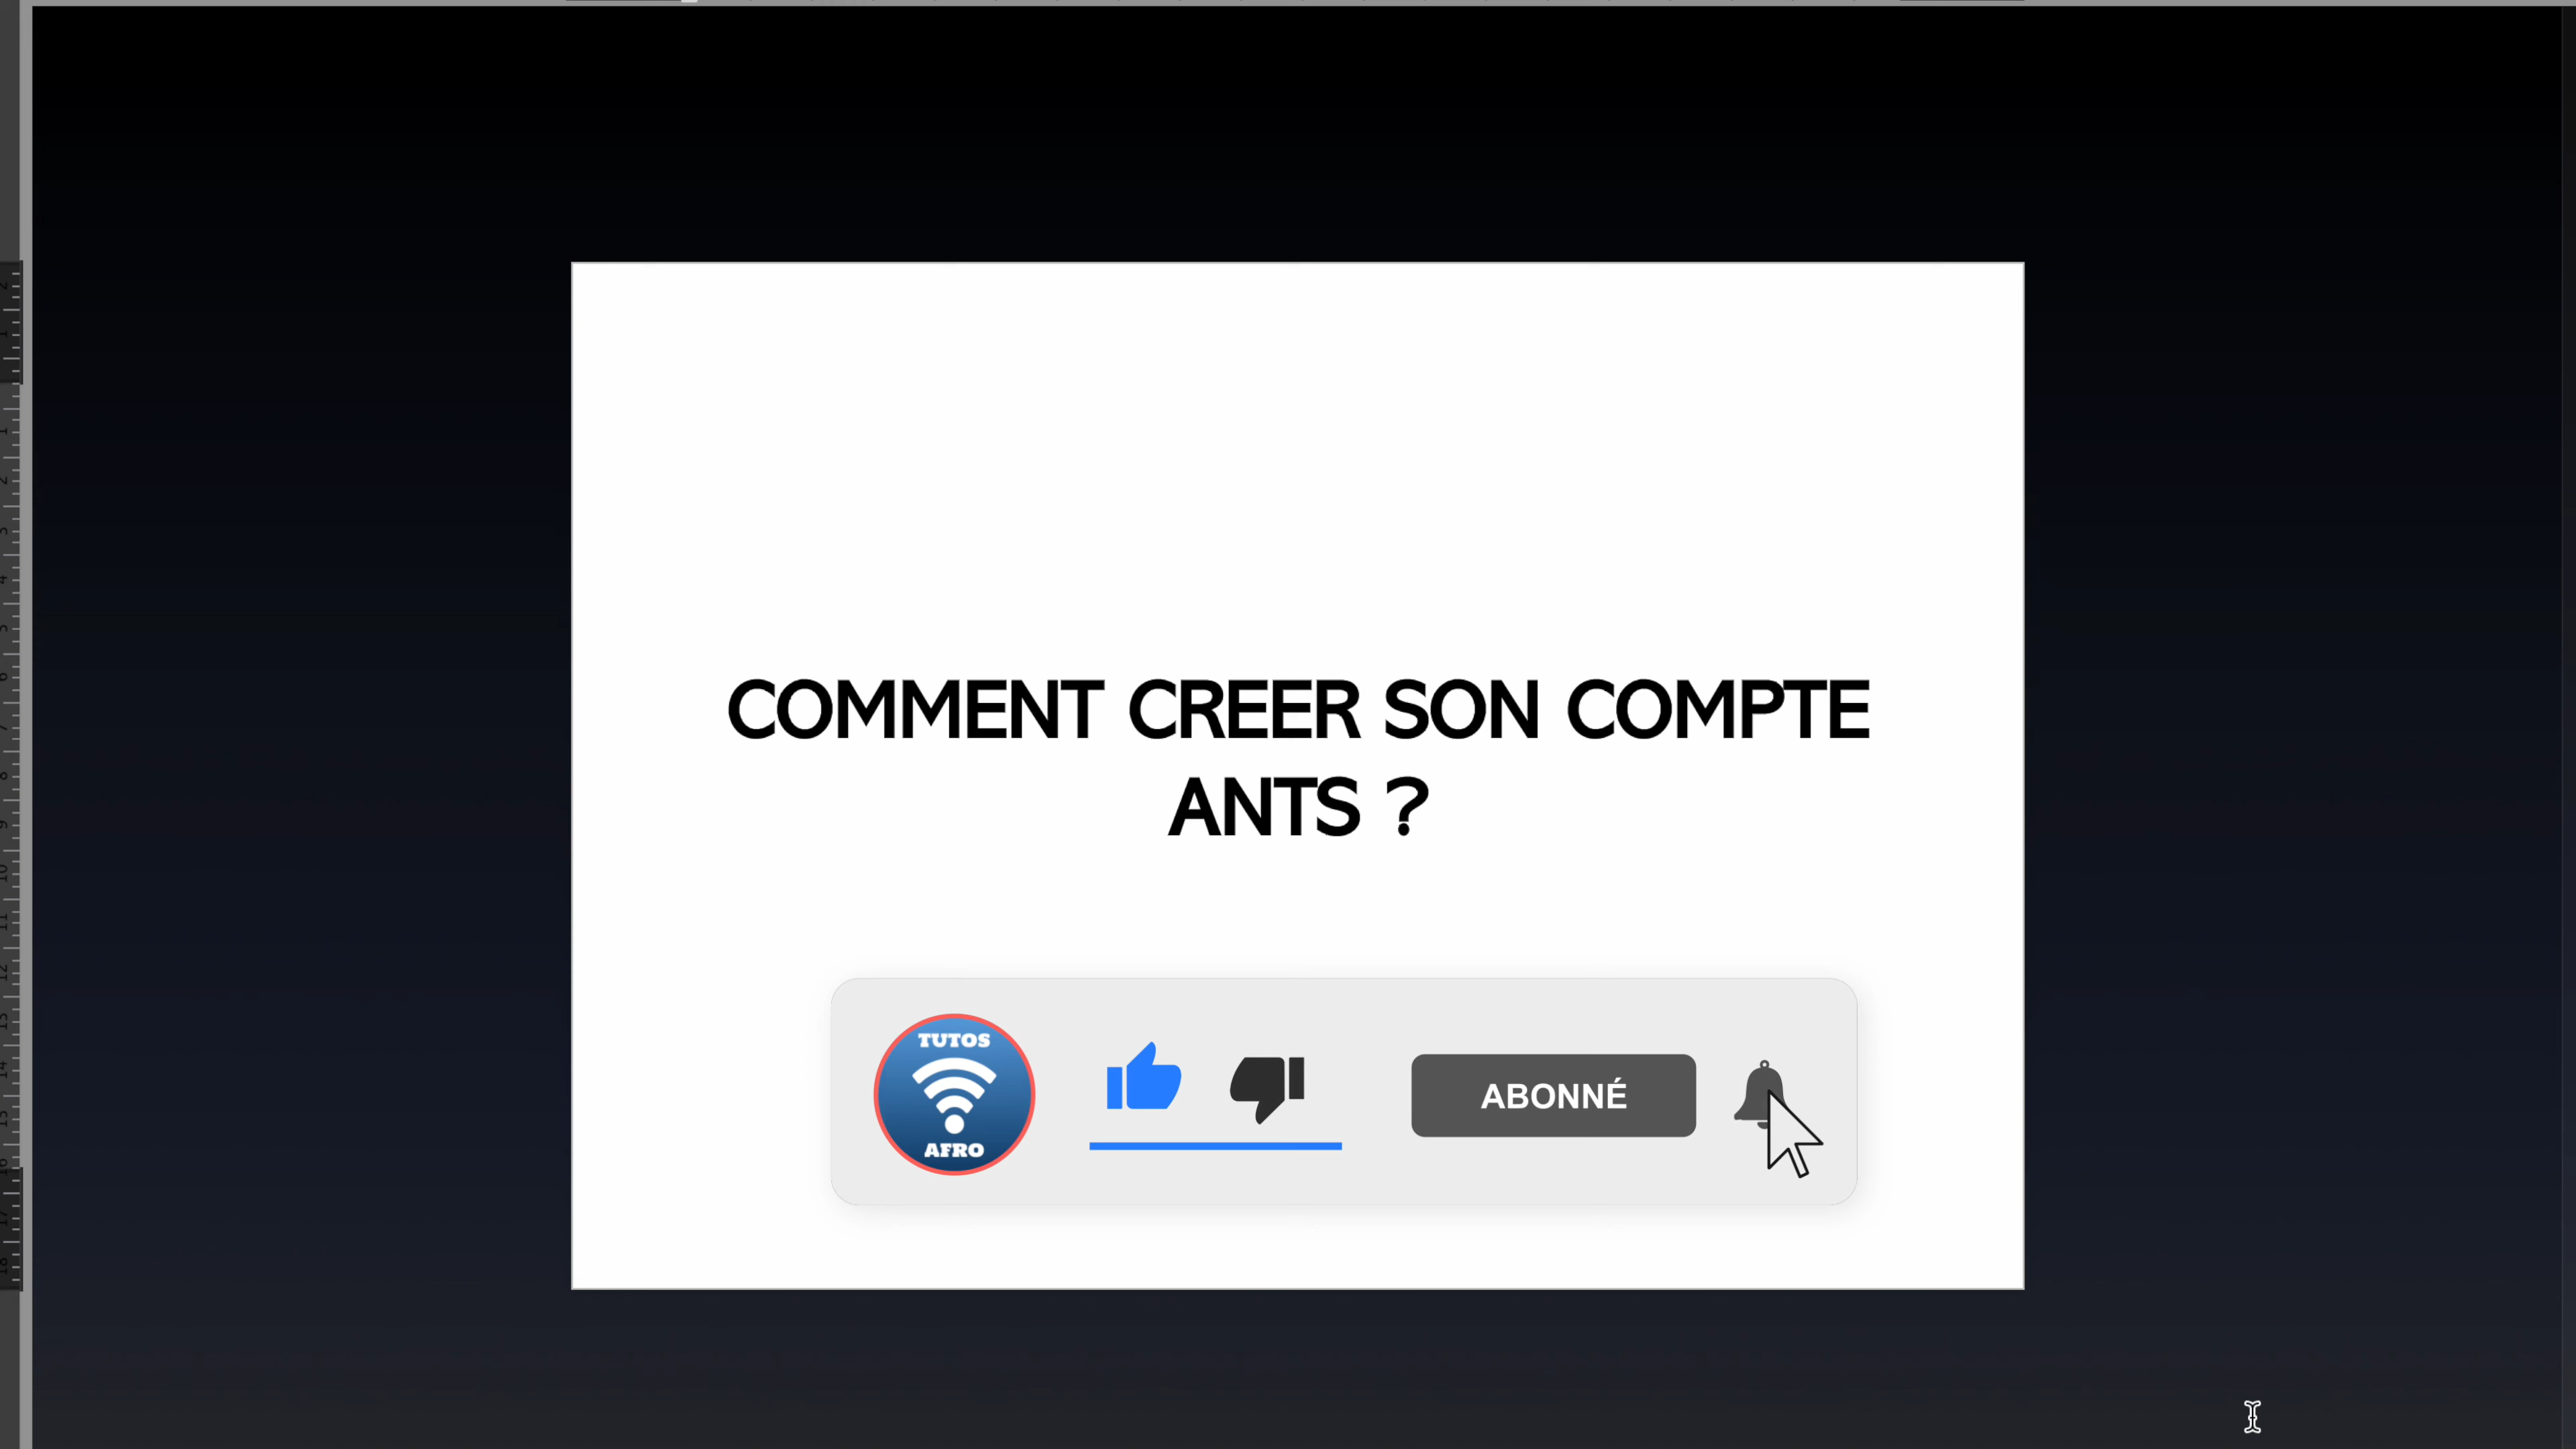 COMMENT CREER SON COMPTE
ANTS ?
TUTOS
AFRO
ABONNÉ